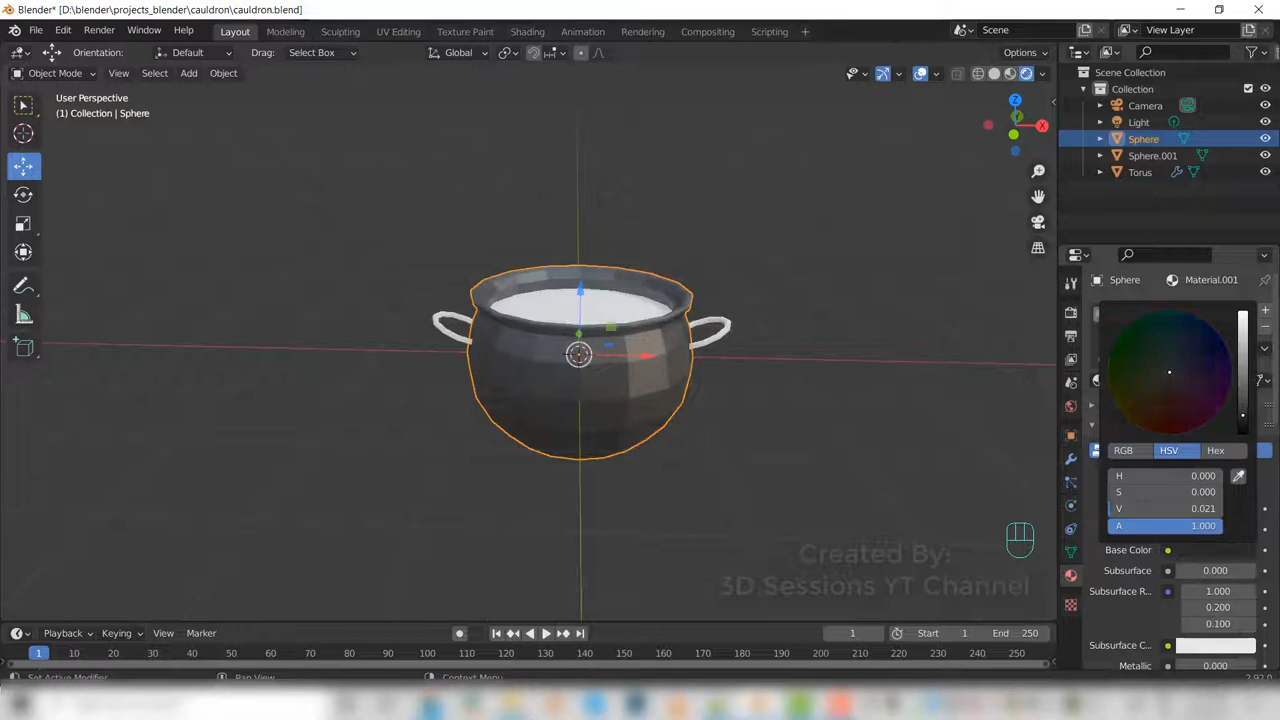 Blender* [D:\blender\projects_blender\cauldron\cauldron.blend]
File Edit Render Window Help Layout Modeling Sculpting UV Editing Texture Paint Shading Animation Rendering Compositing Scripting Scene View Layer
Orientation: Default Drag: Select Box Global Options
Object Mode View Select Add Object
User Perspective
(1) Collection | Sphere
Z
Y
X
Scene Collection
Collection
Camera
Light
Sphere
Sphere.001
Torus
Sphere Material.001
RGB HSV Hex
H 0.000
S 0.000
V 0.021
A 1.000
Base Color
Subsurface 0.000
Subsurface R... 1.000
0.200
0.100
Subsurface C...
Metallic 0.000
Created By:
3D Sessions YT Channel
Playback Keying View Marker 1 Start 1 End 250
1 10 20 30 40 50 60 70 80 90 100 110 120 130 140 150 160 170 180 190 200 210 220 230 240 250
Set Active Modifier Pan View Context Menu 2.92.0